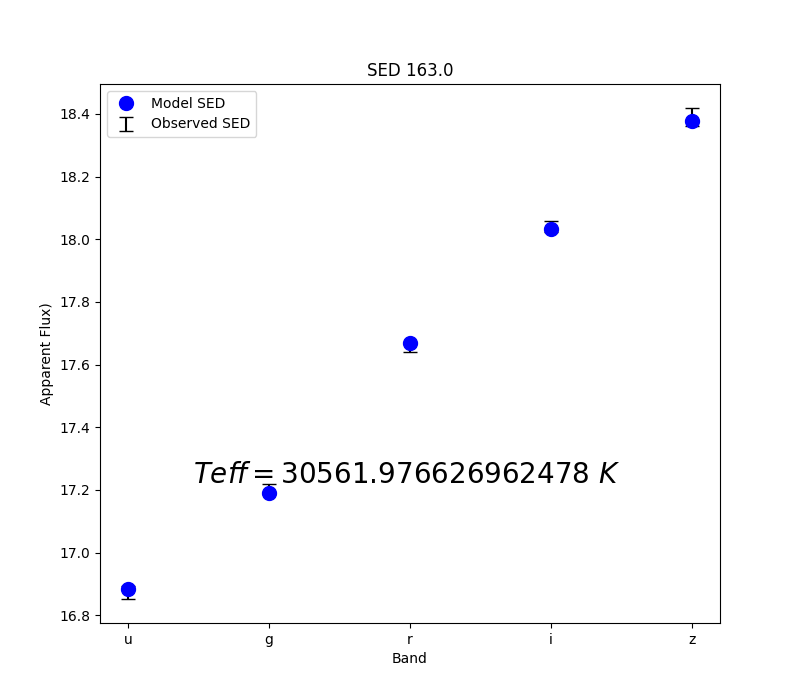 SED 163.0
Model SED
Observed SED
18.4
18.2
18.0
17.8
17.6
17.4
17.2
17.0
16.8
Apparent Flux)
Teff = 30561.976626962478 K
u g r i z
Band